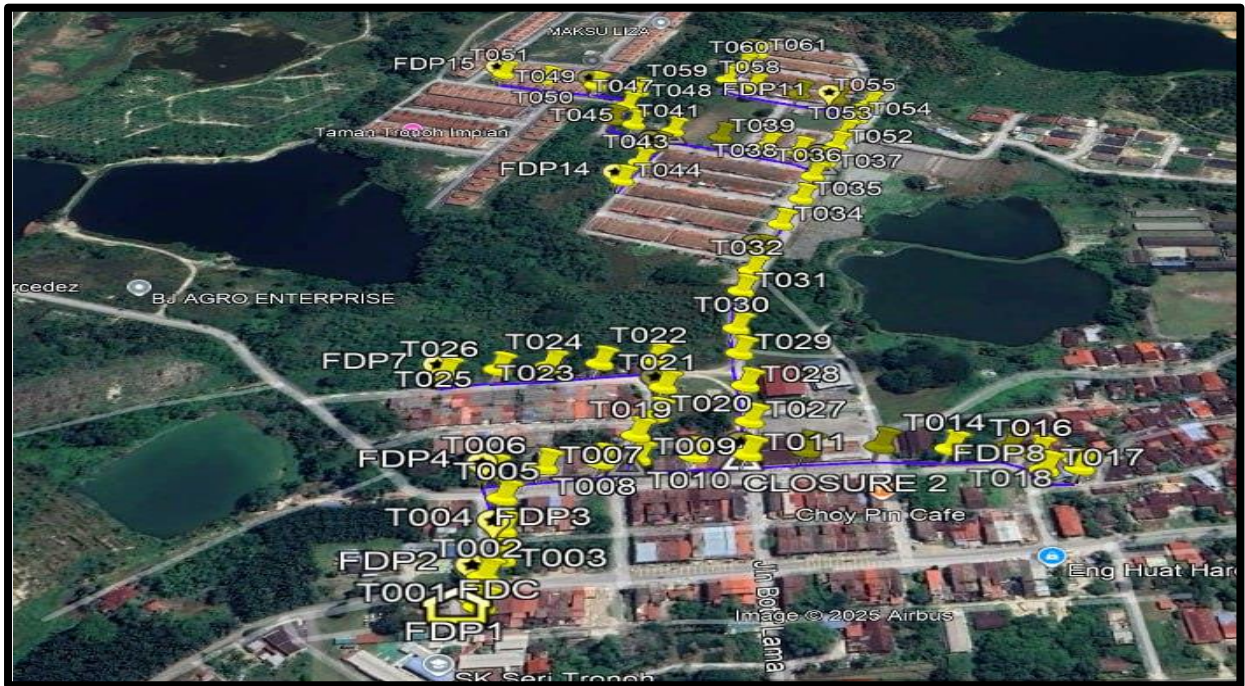 MAKSU LIZA
T060 T061
FDP15 T051
T058
T059
T049
T047
FDP11 T055
T050
T048
T054
T045
T041
T053
Taman Tronoh Impian
T039
T052
T043
T038
T036
T037
FDP14
T044
T035
T034
T032
T031
rcedez
BJ AGRO ENTERPRISE
T030
T022
T029
T024
FDP7 T026
T021
T025
T023
T028
T020
T019
T027
T014
T016
T006
T009
T011
FDP4
T005
T007
FDP8
T017
T008
T010
CLOSURE 2
T018
T004
FDP3
Choy Pin Cafe
T002
FDP2
T003
Eng Huat Har
T001
FDC
FDP1
Image © 2025 Airbus
Jln Bot Lama
SK Seri Tronoh